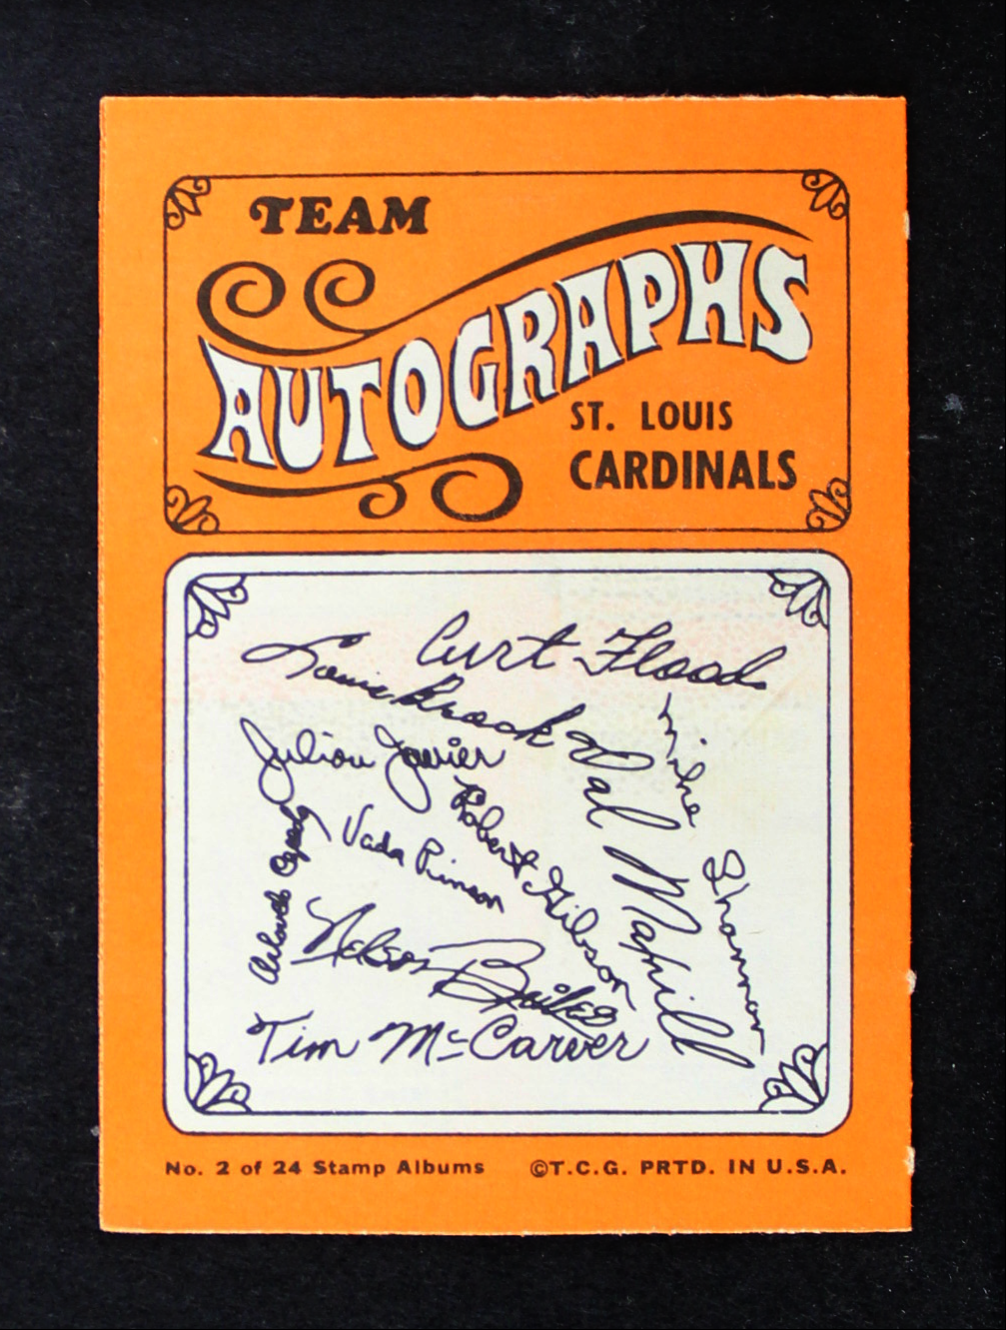 TEAM
AUTOGRAPHS
ST. LOUIS
CARDINALS
Curt Flood
Louie Brock
Mike Shannon
Dal Maxvill
Julian Javier
Robert Gibson
Vada Pinson
Nelson Briles
Tim McCarver
No. 2 of 24 Stamp Albums
©T.C.G. PRTD. IN U.S.A.